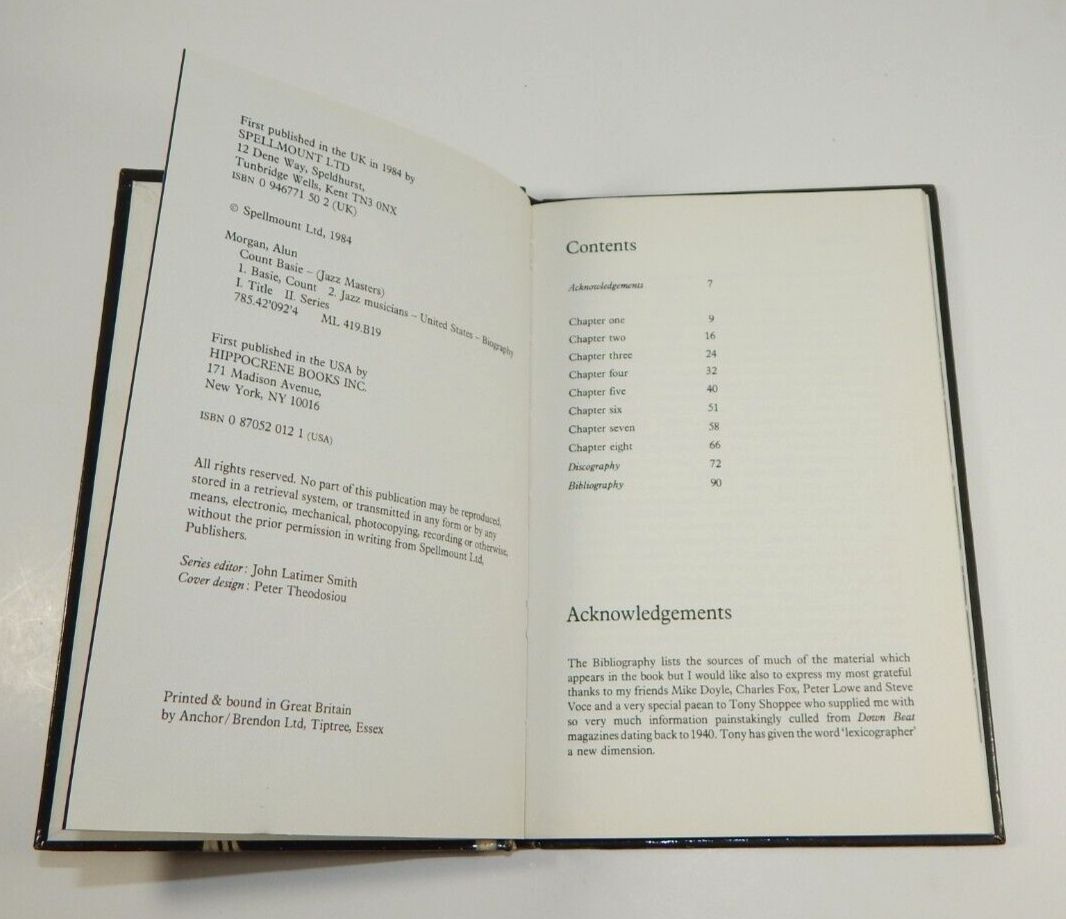 First published in the UK in 1984 by
SPELLMOUNT LTD
12 Dene Way, Speldhurst,
Tunbridge Wells, Kent TN3 0NX
ISBN 0 946771 50 2 (UK)
© Spellmount Ltd, 1984
Morgan, Alun
Count Basie – (Jazz Masters)
1. Basie, Count 2. Jazz musicians – United States – Biography
I. Title II. Series
785.42'092'4 ML 419.B19
First published in the USA by
HIPPOCRENE BOOKS INC.
171 Madison Avenue,
New York, NY 10016
ISBN 0 87052 012 1 (USA)
All rights reserved. No part of this publication may be reproduced,
stored in a retrieval system, or transmitted in any form or by any
means, electronic, mechanical, photocopying, recording or otherwise,
without the prior permission in writing from Spellmount Ltd,
Publishers.
Series editor: John Latimer Smith
Cover design: Peter Theodosiou
Printed & bound in Great Britain
by Anchor/Brendon Ltd, Tiptree, Essex
Contents
Acknowledgements 7
Chapter one 9
Chapter two 16
Chapter three 24
Chapter four 32
Chapter five 40
Chapter six 51
Chapter seven 58
Chapter eight 66
Discography 72
Bibliography 90
Acknowledgements
The Bibliography lists the sources of much of the material which
appears in the book but I would like also to express my most grateful
thanks to my friends Mike Doyle, Charles Fox, Peter Lowe and Steve
Voce and a very special paean to Tony Shoppee who supplied me with
so very much information painstakingly culled from Down Beat
magazines dating back to 1940. Tony has given the word 'lexicographer'
a new dimension.